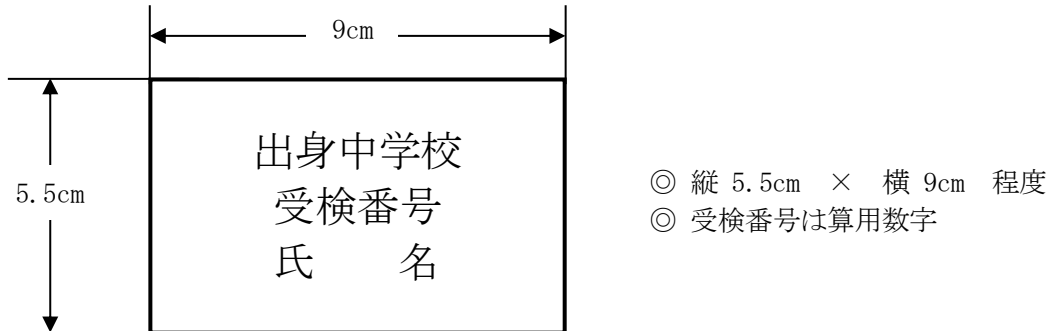 9cm
5.5cm
出身中学校
受検番号
氏　　名
◎ 縦 5.5cm　×　横 9cm　程度
◎ 受検番号は算用数字